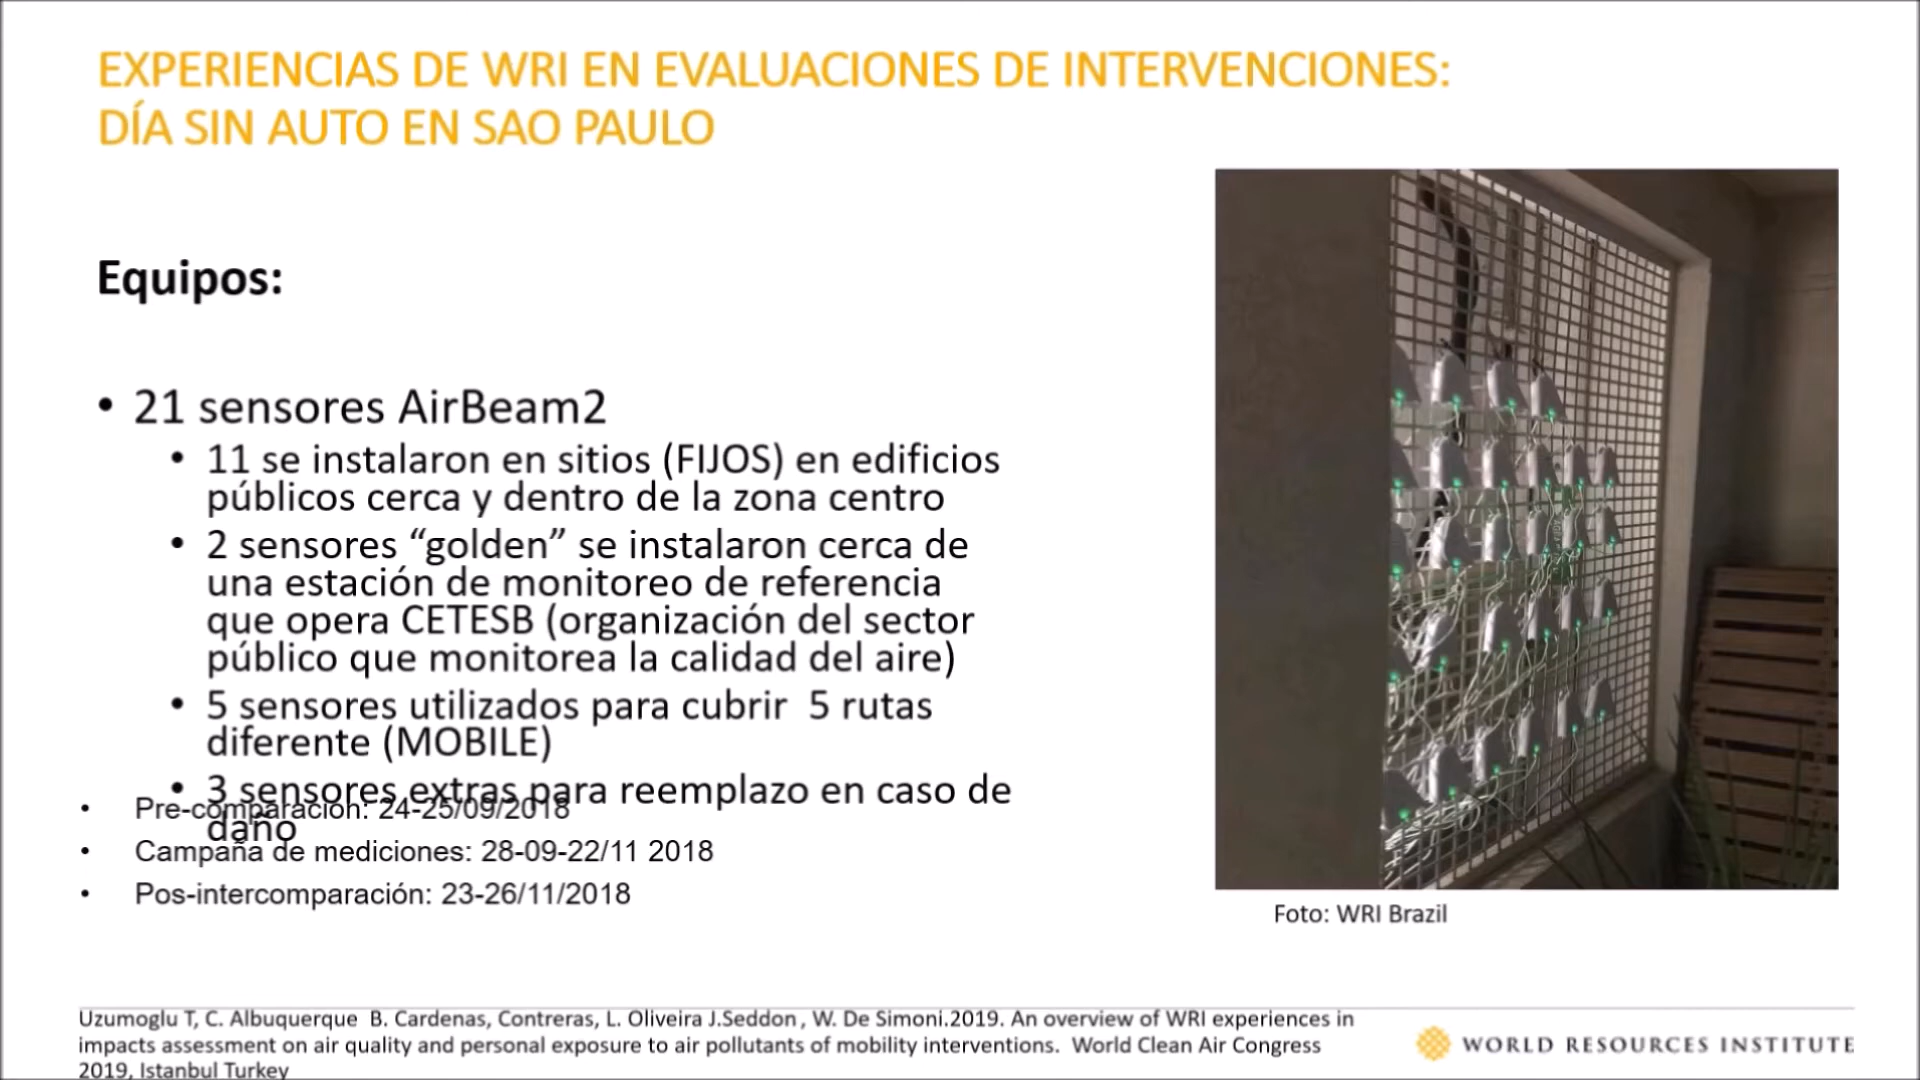 EXPERIENCIAS DE WRI EN EVALUACIONES DE INTERVENCIONES:
DÍA SIN AUTO EN SAO PAULO
Equipos:
• 21 sensores AirBeam2
• 11 se instalaron en sitios (FIJOS) en edificios
públicos cerca y dentro de la zona centro
• 2 sensores “golden” se instalaron cerca de
una estación de monitoreo de referencia
que opera CETESB (organización del sector
público que monitorea la calidad del aire)
• 5 sensores utilizados para cubrir 5 rutas
diferente (MOBILE)
• 3 sensores extras para reemplazo en caso de
daño
• Pre-comparación: 24-25/09/2018
• Campaña de mediciones: 28-09-22/11 2018
• Pos-intercomparación: 23-26/11/2018
Foto: WRI Brazil
Uzumoglu T, C. Albuquerque B. Cardenas, Contreras, L. Oliveira J.Seddon, W. De Simoni.2019. An overview of WRI experiences in
impacts assessment on air quality and personal exposure to air pollutants of mobility interventions. World Clean Air Congress
2019, Istanbul Turkey
WORLD RESOURCES INSTITUTE